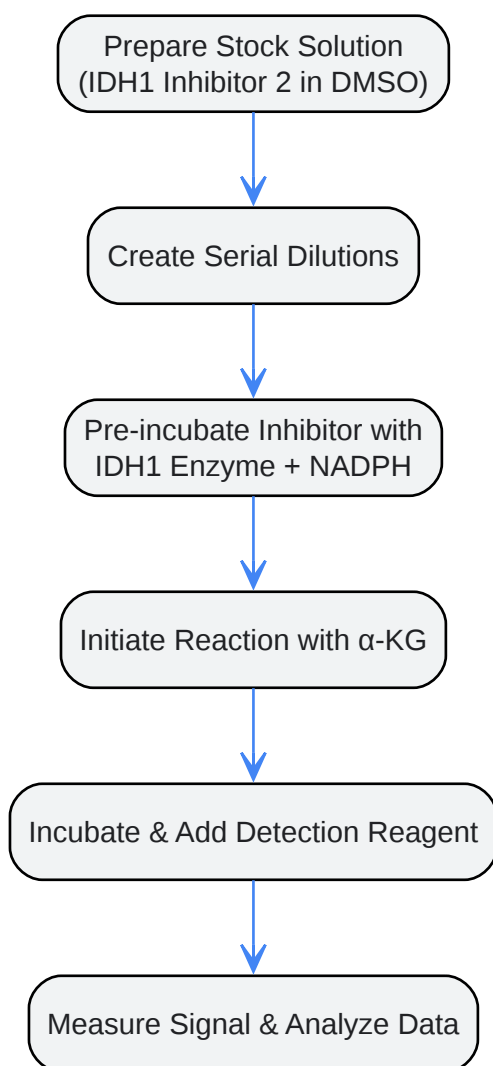 Prepare Stock Solution
(IDH1 Inhibitor 2 in DMSO)
Create Serial Dilutions
Pre-incubate Inhibitor with
IDH1 Enzyme + NADPH
Initiate Reaction with α-KG
Incubate & Add Detection Reagent
Measure Signal & Analyze Data